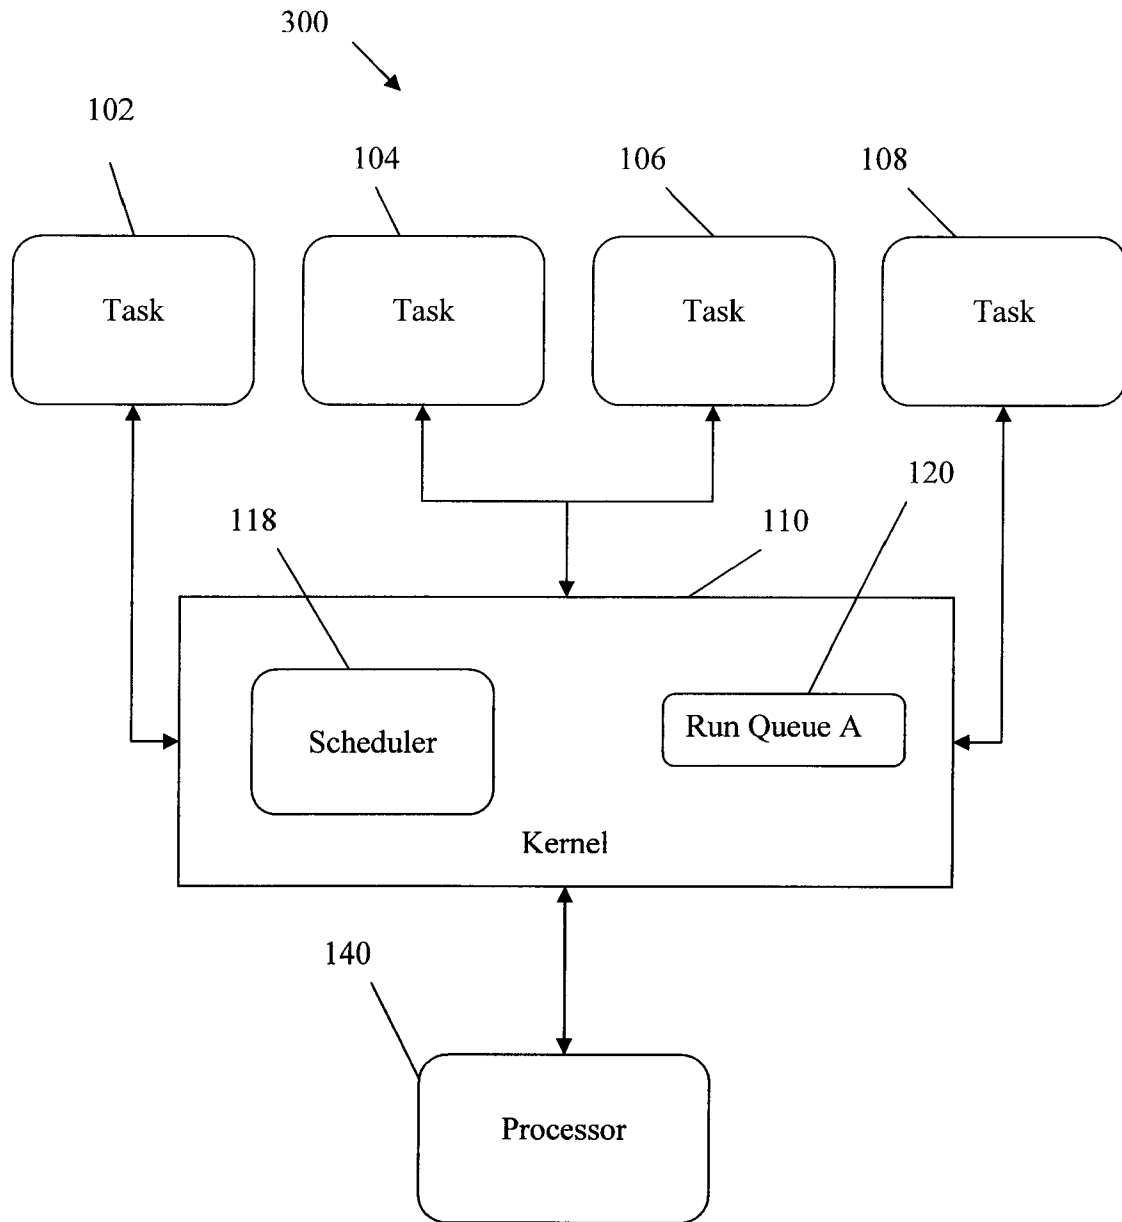 300
102
104
106
108
Task
Task
Task
Task
120
118
110
Run Queue A
Scheduler
Kernel
140
Processor